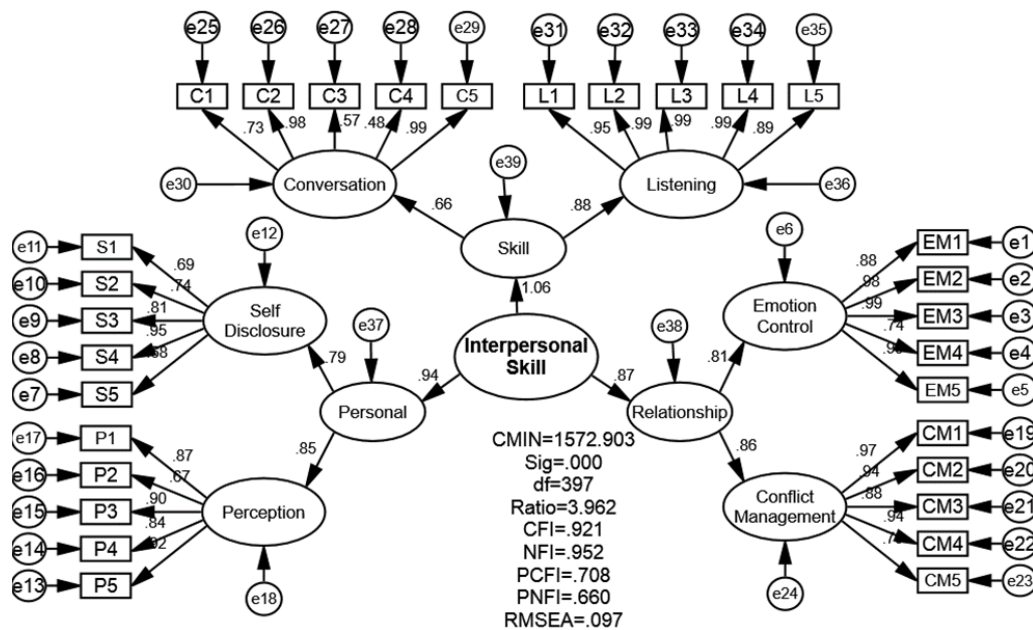 e25 e26 e27 e28 e29 e31 e32 e33 e34 e35
C1 C2 C3 C4 C5 L1 L2 L3 L4 L5
.73 .98 .57 .48 .99 .95 .99 .99 .99 .89
e30 Conversation e39 Listening e36
.66 .88
Skill
1.06
e11 S1 e12
e10 S2
e9 S3
e8 S4
e7 S5
.69
.74
.81
.95
Self
Disclosure
e37
.79
Personal
.94
Interpersonal
Skill
.87
e38
Relationship
.81
e6
Emotion
Control
.88
.98
.99
.74
EM1 e1
EM2 e2
EM3 e3
EM4 e4
EM5 e5
e17 P1
e16 P2
e15 P3
e14 P4
e13 P5
.87
.67
.90
.84
.92
.85
Perception
e18
CMIN=1572.903
Sig=.000
df=397
Ratio=3.962
CFI=.921
NFI=.952
PCFI=.708
PNFI=.660
RMSEA=.097
.86
Conflict
Management
e24
.97
.94
.88
.94
CM1 e19
CM2 e20
CM3 e21
CM4 e22
CM5 e23